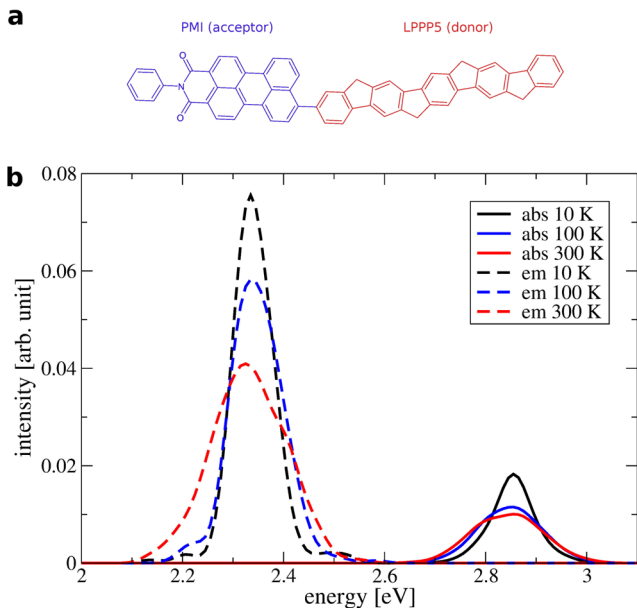 a
PMI (acceptor)
LPPP5 (donor)
O
N
O
b
0.08
0.06
0.04
0.02
0
intensity [arb. unit]
abs 10 K
abs 100 K
abs 300 K
em 10 K
em 100 K
em 300 K
2
2.2
2.4
2.6
2.8
3
energy [eV]